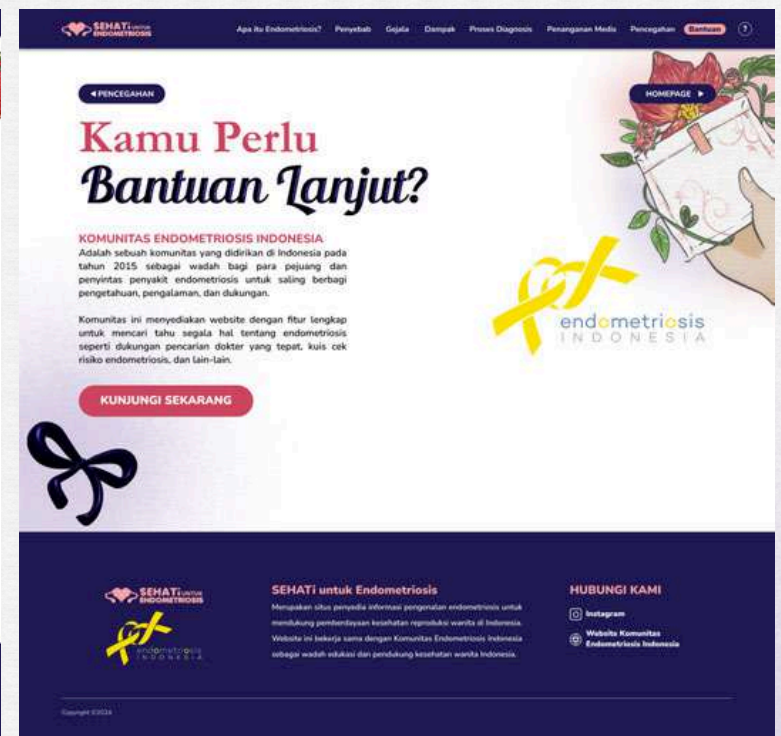 SEHATi UNTUK
ENDOMETRIOSIS
Apa itu Endometriosis? Penyebab Gejala Dampak Proses Diagnosis Penanganan Medis Pencegahan Bantuan ?
PENCEGAHAN
HOMEPAGE
Kamu Perlu
Bantuan Lanjut?
KOMUNITAS ENDOMETRIOSIS INDONESIA
Adalah sebuah komunitas yang didirikan di Indonesia pada
tahun 2015 sebagai wadah bagi para pejuang dan
penyintas penyakit endometriosis untuk saling berbagi
pengetahuan, pengalaman, dan dukungan.
Komunitas ini menyediakan website dengan fitur lengkap
untuk mencari tahu segala hal tentang endometriosis
seperti dukungan pencarian dokter yang tepat, kuis cek
risiko endometriosis, dan lain-lain.
KUNJUNGI SEKARANG
endometriosis
INDONESIA
SEHATi UNTUK
ENDOMETRIOSIS
endometriosis
INDONESIA
SEHATi untuk Endometriosis
Merupakan situs penyedia informasi pengenalan endometriosis untuk
mendukung pemberdayaan kesehatan reproduksi wanita di Indonesia.
Website ini bekerja sama dengan Komunitas Endometriosis Indonesia
sebagai wadah edukasi dan pendukung kesehatan wanita Indonesia.
HUBUNGI KAMI
Instagram
Website Komunitas
Endometriosis Indonesia
Copyright ©2024